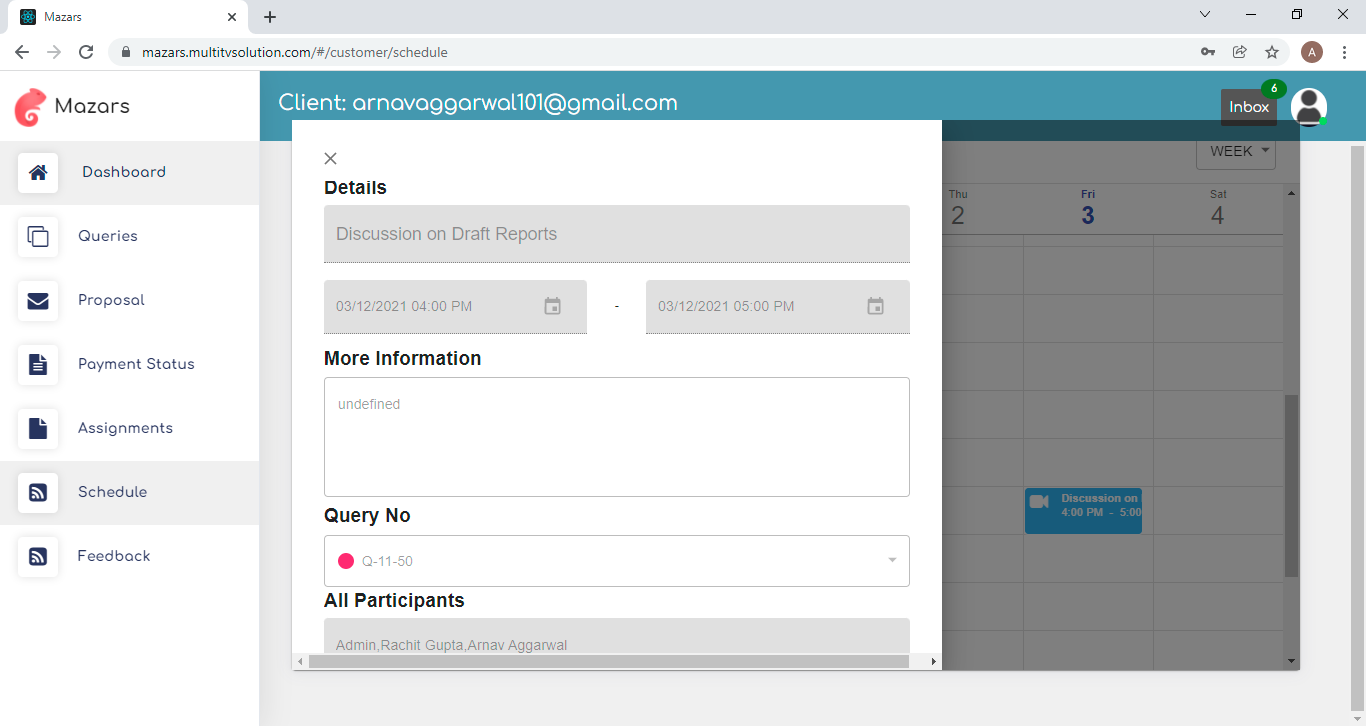 Mazars
mazars.multitvsolution.com/#/customer/schedule
A
Mazars
Client: arnavaggarwal101@gmail.com
Inbox
6
Dashboard
Queries
Proposal
Payment Status
Assignments
Schedule
Feedback
Details
Discussion on Draft Reports
03/12/2021 04:00 PM - 03/12/2021 05:00 PM
More Information
undefined
Query No
Q-11-50
All Participants
Admin,Rachit Gupta,Arnav Aggarwal
WEEK
Thu Fri Sat
2 3 4
Discussion on
4:00 PM - 5:00